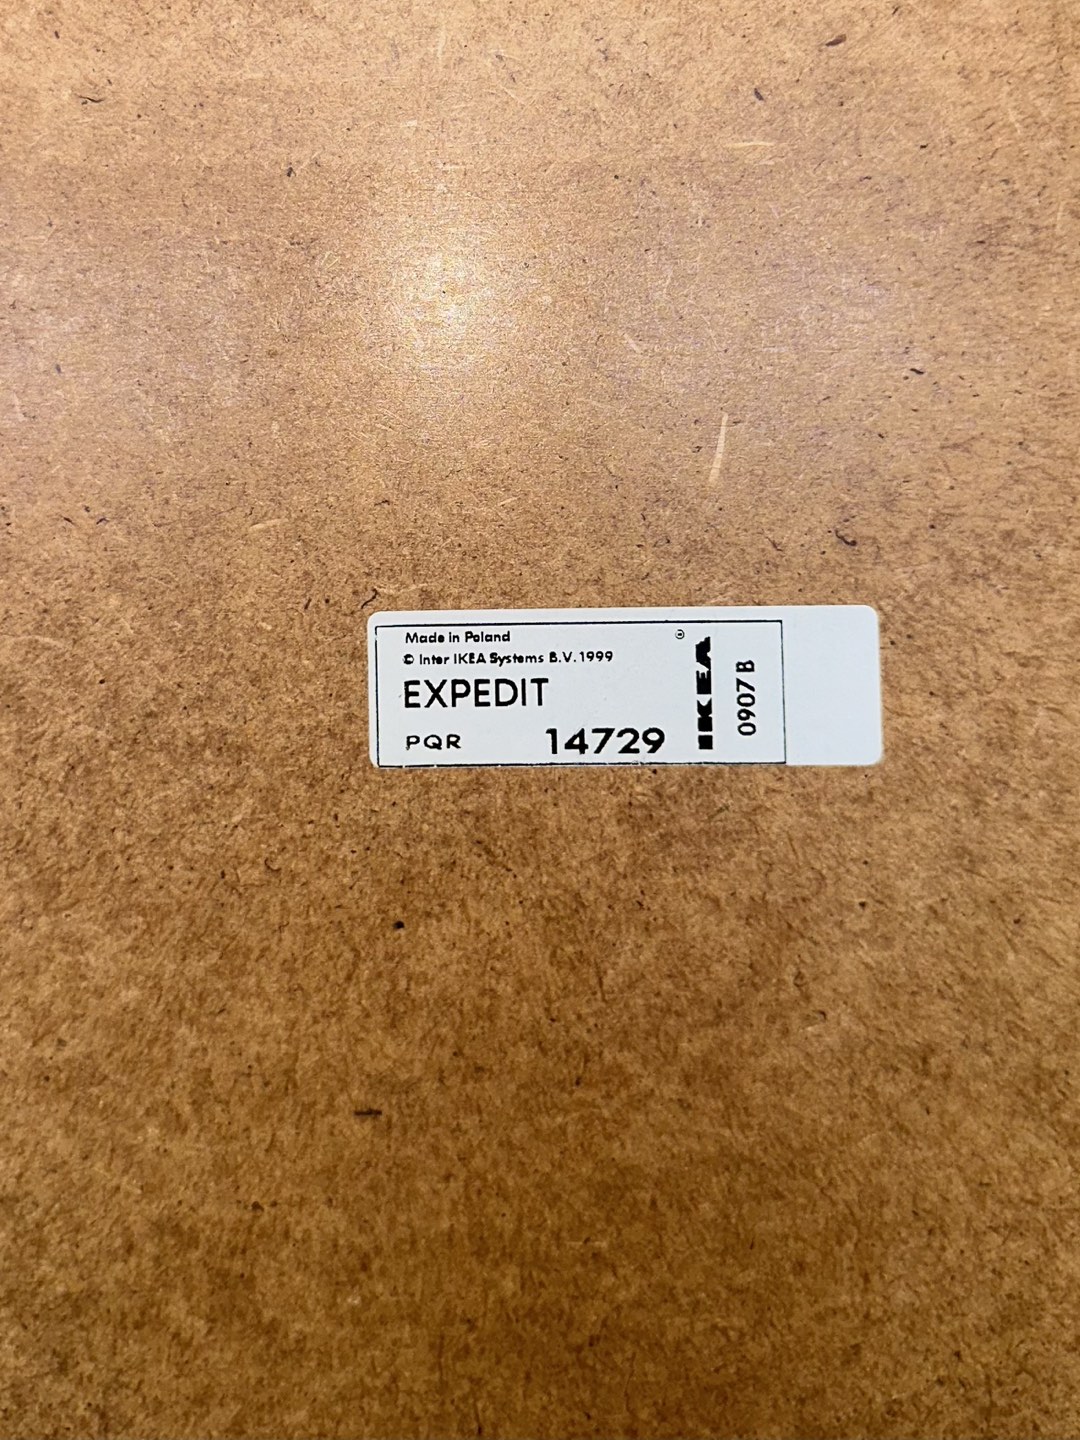 Made in Poland
© Inter IKEA Systems B.V. 1999
EXPEDIT
PQR 14729
IKEA ®
0907 B